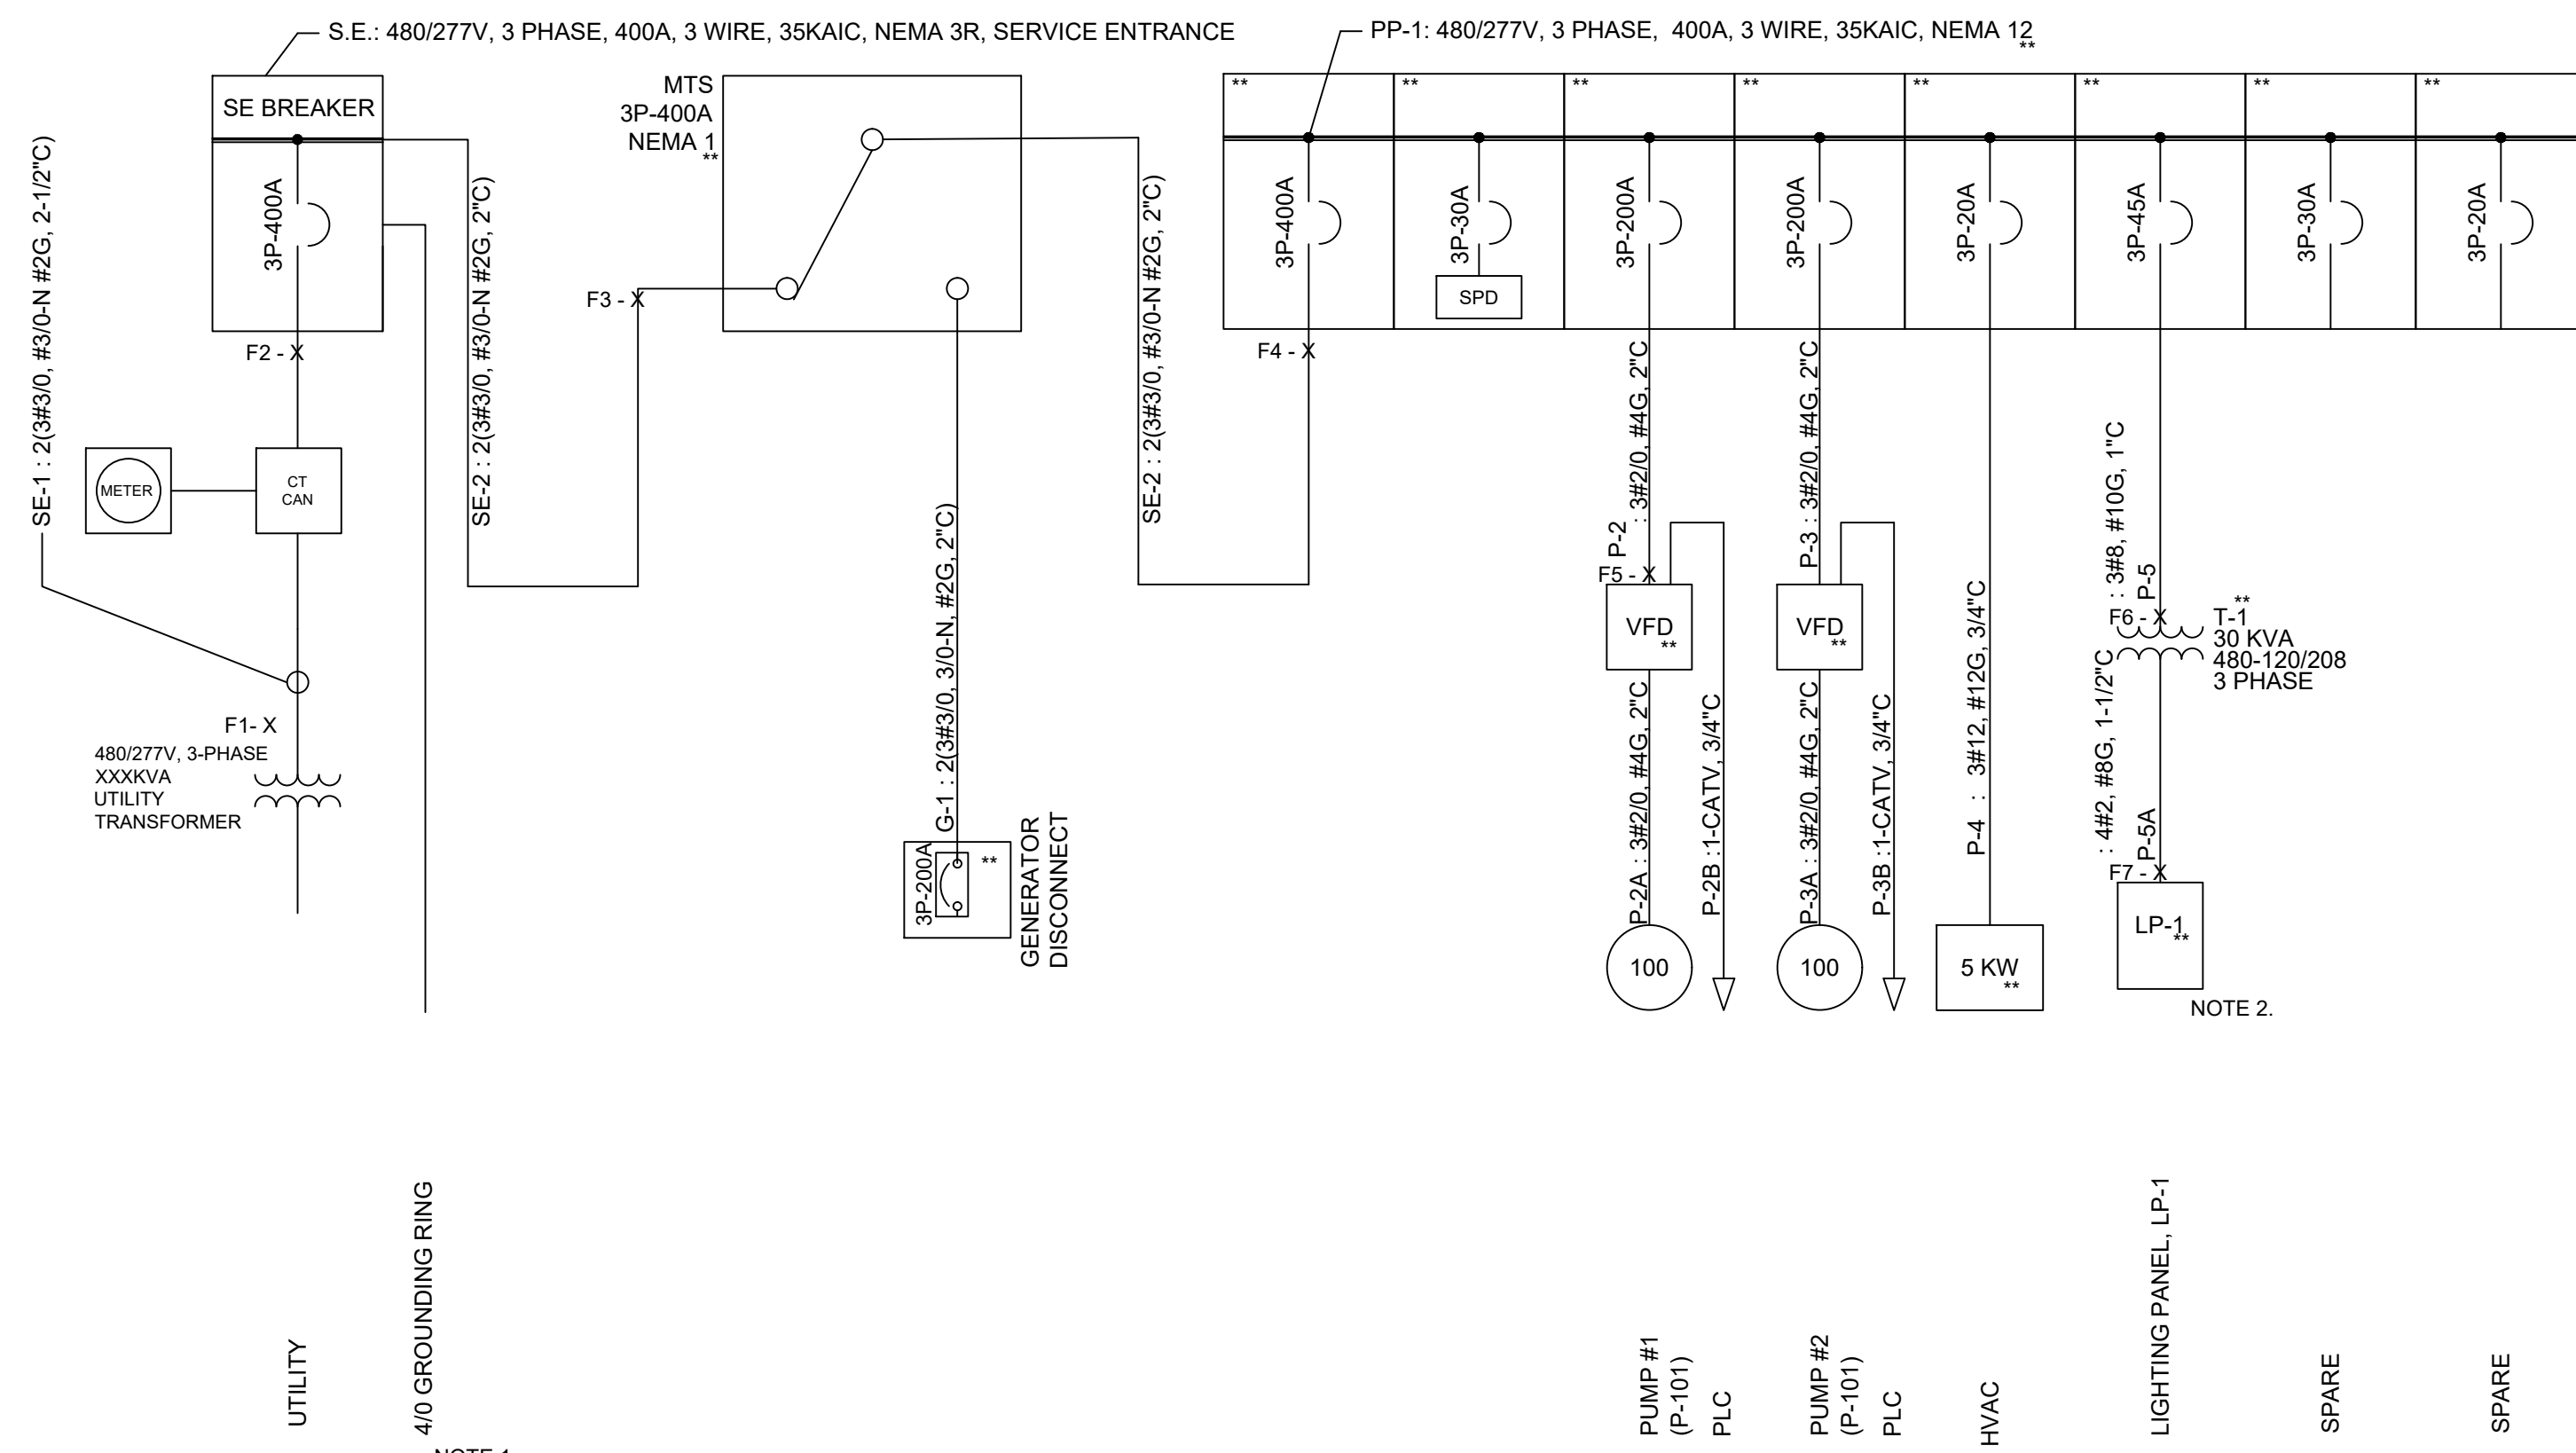 S.E.: 480/277V, 3 PHASE, 400A, 3 WIRE, 35KAIC, NEMA 3R, SERVICE ENTRANCE
PP-1: 480/277V, 3 PHASE, 400A, 3 WIRE, 35KAIC, NEMA 12
**
SE BREAKER
3P-400A
F2 - X
SE-1 : 2(3#3/0, #3/0-N #2G, 2-1/2"C)
METER
CT
CAN
F1- X
480/277V, 3-PHASE
XXXKVA
UTILITY
TRANSFORMER
SE-2 : 2(3#3/0, #3/0-N #2G, 2"C)
F3 - X
MTS
3P-400A
NEMA 1
**
G-1 : 2(3#3/0, 3/0-N, #2G, 2"C)
3P-200A
**
GENERATOR
DISCONNECT
SE-2 : 2(3#3/0, #3/0-N #2G, 2"C)
**
3P-400A
F4 - X
**
3P-30A
SPD
**
3P-200A
P-2
: 3#2/0, #4G, 2"C
F5 - X
VFD
**
P-2A : 3#2/0, #4G, 2"C
P-2B :1-CATV, 3/4"C
100
**
3P-200A
P-3 : 3#2/0, #4G, 2"C
VFD
**
P-3A : 3#2/0, #4G, 2"C
P-3B :1-CATV, 3/4"C
100
**
3P-20A
P-4 : 3#12, #12G, 3/4"C
5 KW
**
**
3P-45A
: 3#8, #10G, 1"C
P-5
F6 - X
**
T-1
30 KVA
480-120/208
3 PHASE
: 4#2, #8G, 1-1/2"C
P-5A
F7 - X
LP-1
**
NOTE 2.
**
3P-30A
**
3P-20A
UTILITY
4/0 GROUNDING RING
NOTE 1
PUMP #1
(P-101)
PLC
PUMP #2
(P-101)
PLC
HVAC
LIGHTING PANEL, LP-1
SPARE
SPARE